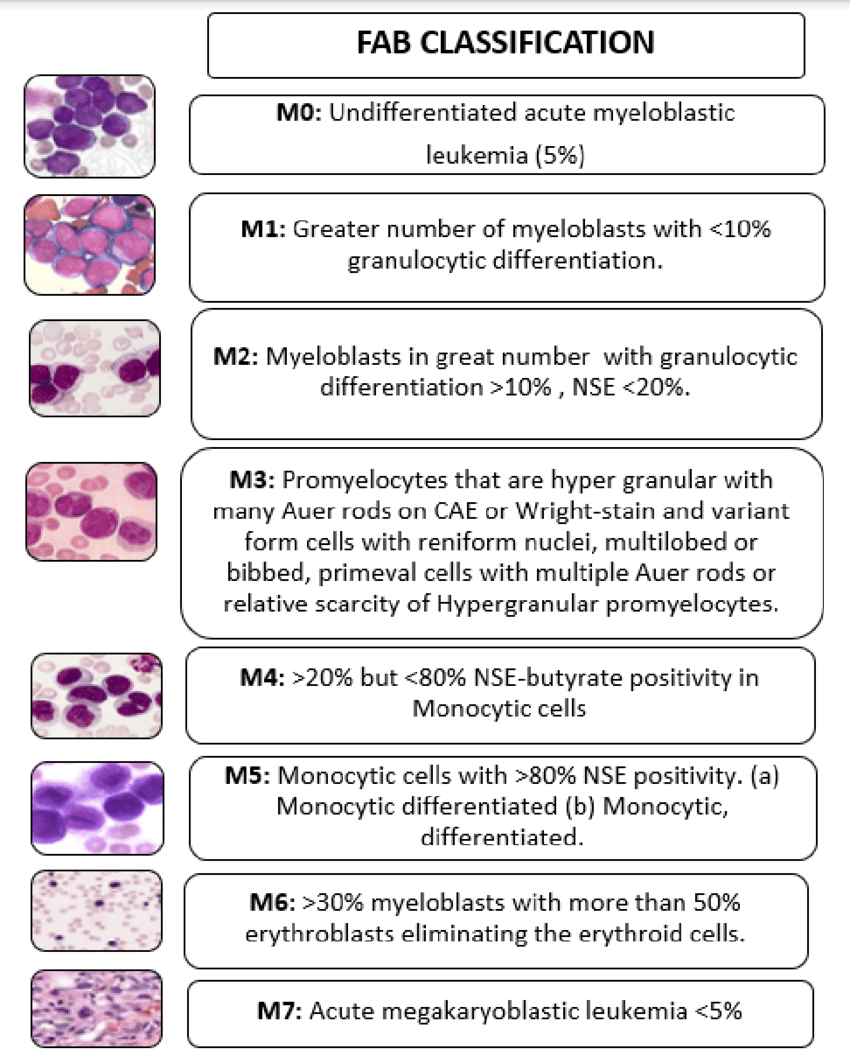 FAB CLASSIFICATION
M0: Undifferentiated acute myeloblastic
leukemia (5%)
M1: Greater number of myeloblasts with <10%
granulocytic differentiation.
M2: Myeloblasts in great number with granulocytic
differentiation >10% , NSE <20%.
M3: Promyelocytes that are hyper granular with
many Auer rods on CAE or Wright-stain and variant
form cells with reniform nuclei, multilobed or
bibbed, primeval cells with multiple Auer rods or
relative scarcity of Hypergranular promyelocytes.
M4: >20% but <80% NSE-butyrate positivity in
Monocytic cells
M5: Monocytic cells with >80% NSE positivity. (a)
Monocytic differentiated (b) Monocytic,
differentiated.
M6: >30% myeloblasts with more than 50%
erythroblasts eliminating the erythroid cells.
M7: Acute megakaryoblastic leukemia <5%